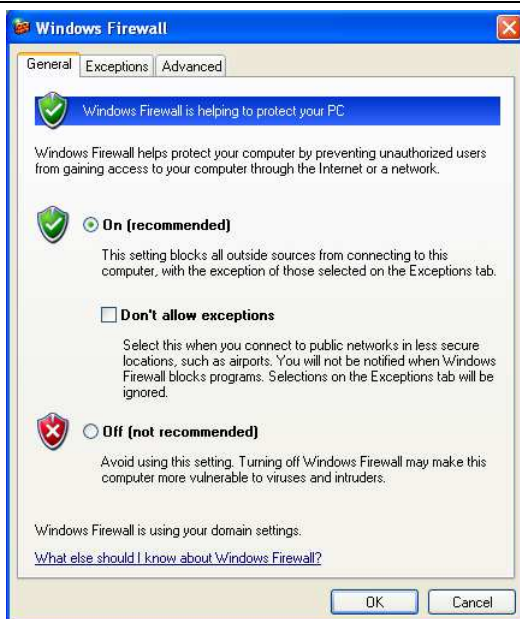 Windows Firewall
General Exceptions Advanced
Windows Firewall is helping to protect your PC
Windows Firewall helps protect your computer by preventing unauthorized users
from gaining access to your computer through the Internet or a network.
On (recommended)
This setting blocks all outside sources from connecting to this
computer, with the exception of those selected on the Exceptions tab.
Don't allow exceptions
Select this when you connect to public networks in less secure
locations, such as airports. You will not be notified when Windows
Firewall blocks programs. Selections on the Exceptions tab will be
ignored.
Off (not recommended)
Avoid using this setting. Turning off Windows Firewall may make this
computer more vulnerable to viruses and intruders.
Windows Firewall is using your domain settings.
What else should I know about Windows Firewall?
OK Cancel